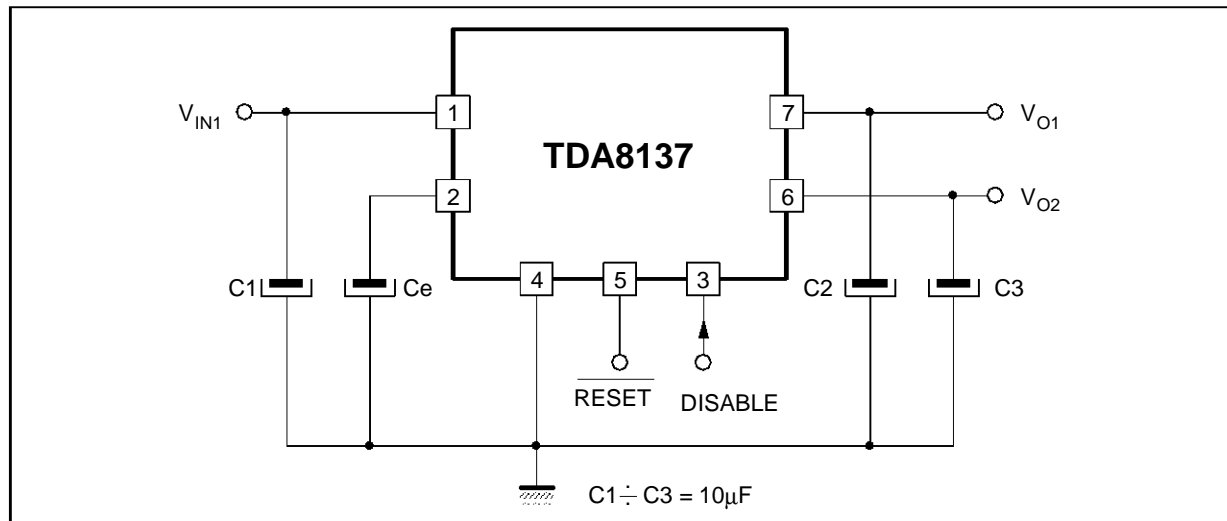 V_IN1
1
7
V_O1
TDA8137
2
6
V_O2
4
5
3
C1
Ce
C2
C3
RESET
DISABLE
C1 ÷ C3 = 10µF